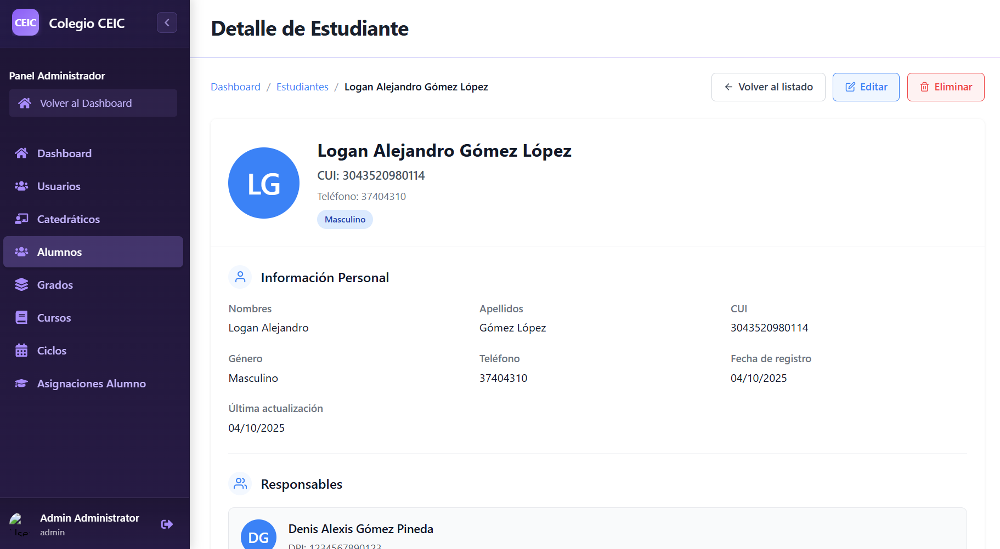 CEIC
Colegio CEIC
Panel Administrador
Volver al Dashboard
Dashboard
Usuarios
Catedráticos
Alumnos
Grados
Cursos
Ciclos
Asignaciones Alumno
Admin Administrator
admin
Detalle de Estudiante
Dashboard / Estudiantes / Logan Alejandro Gómez López
Volver al listado
Editar
Eliminar
LG
Logan Alejandro Gómez López
CUI: 3043520980114
Teléfono: 37404310
Masculino
Información Personal
Nombres
Logan Alejandro
Apellidos
Gómez López
CUI
3043520980114
Género
Masculino
Teléfono
37404310
Fecha de registro
04/10/2025
Última actualización
04/10/2025
Responsables
DG
Denis Alexis Gómez Pineda
DPI: 1234567890123